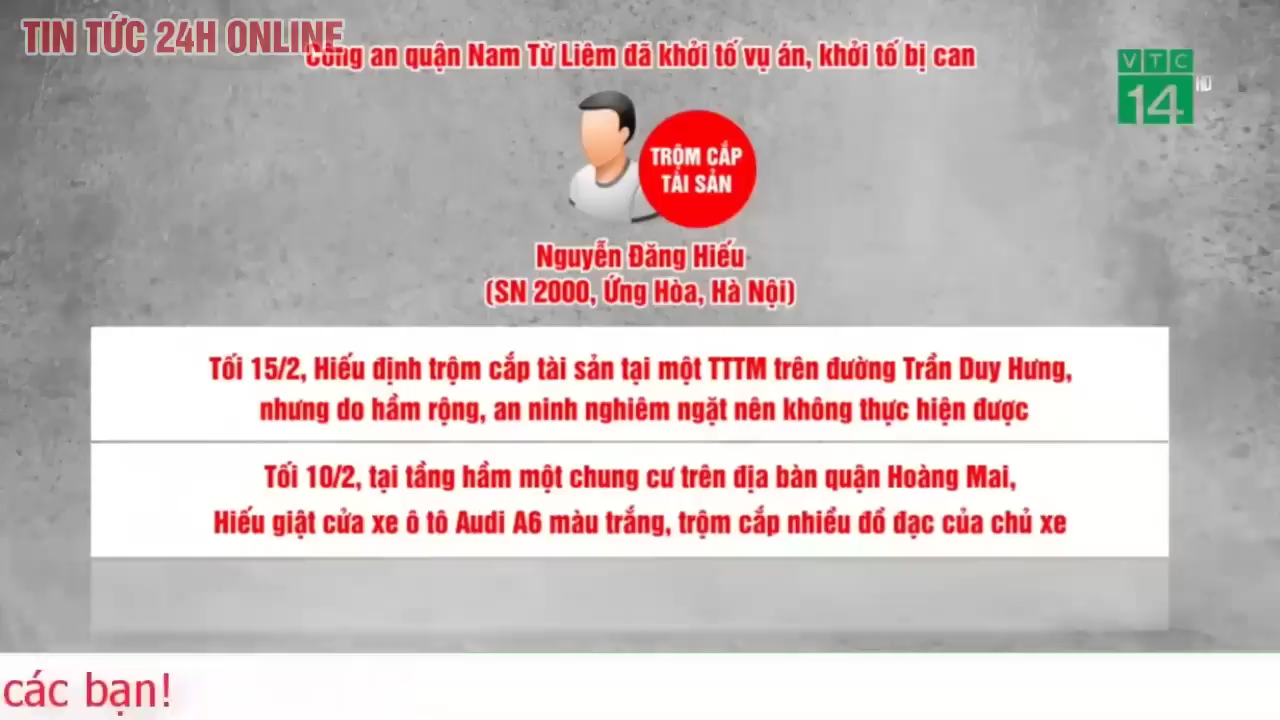 TIN TỨC 24H ONLINE
Công an quận Nam Từ Liêm đã khởi tố vụ án, khởi tố bị can
VTC
14 HD
TRỘM CẮP
TÀI SẢN
Nguyễn Đăng Hiếu
(SN 2000, Ứng Hòa, Hà Nội)
Tối 15/2, Hiếu định trộm cắp tài sản tại một TTTM trên đường Trần Duy Hưng,
nhưng do hầm rộng, an ninh nghiêm ngặt nên không thực hiện được
Tối 10/2, tại tầng hầm một chung cư trên địa bàn quận Hoàng Mai,
Hiếu giật cửa xe ô tô Audi A6 màu trắng, trộm cắp nhiều đồ đạc của chủ xe
các bạn!